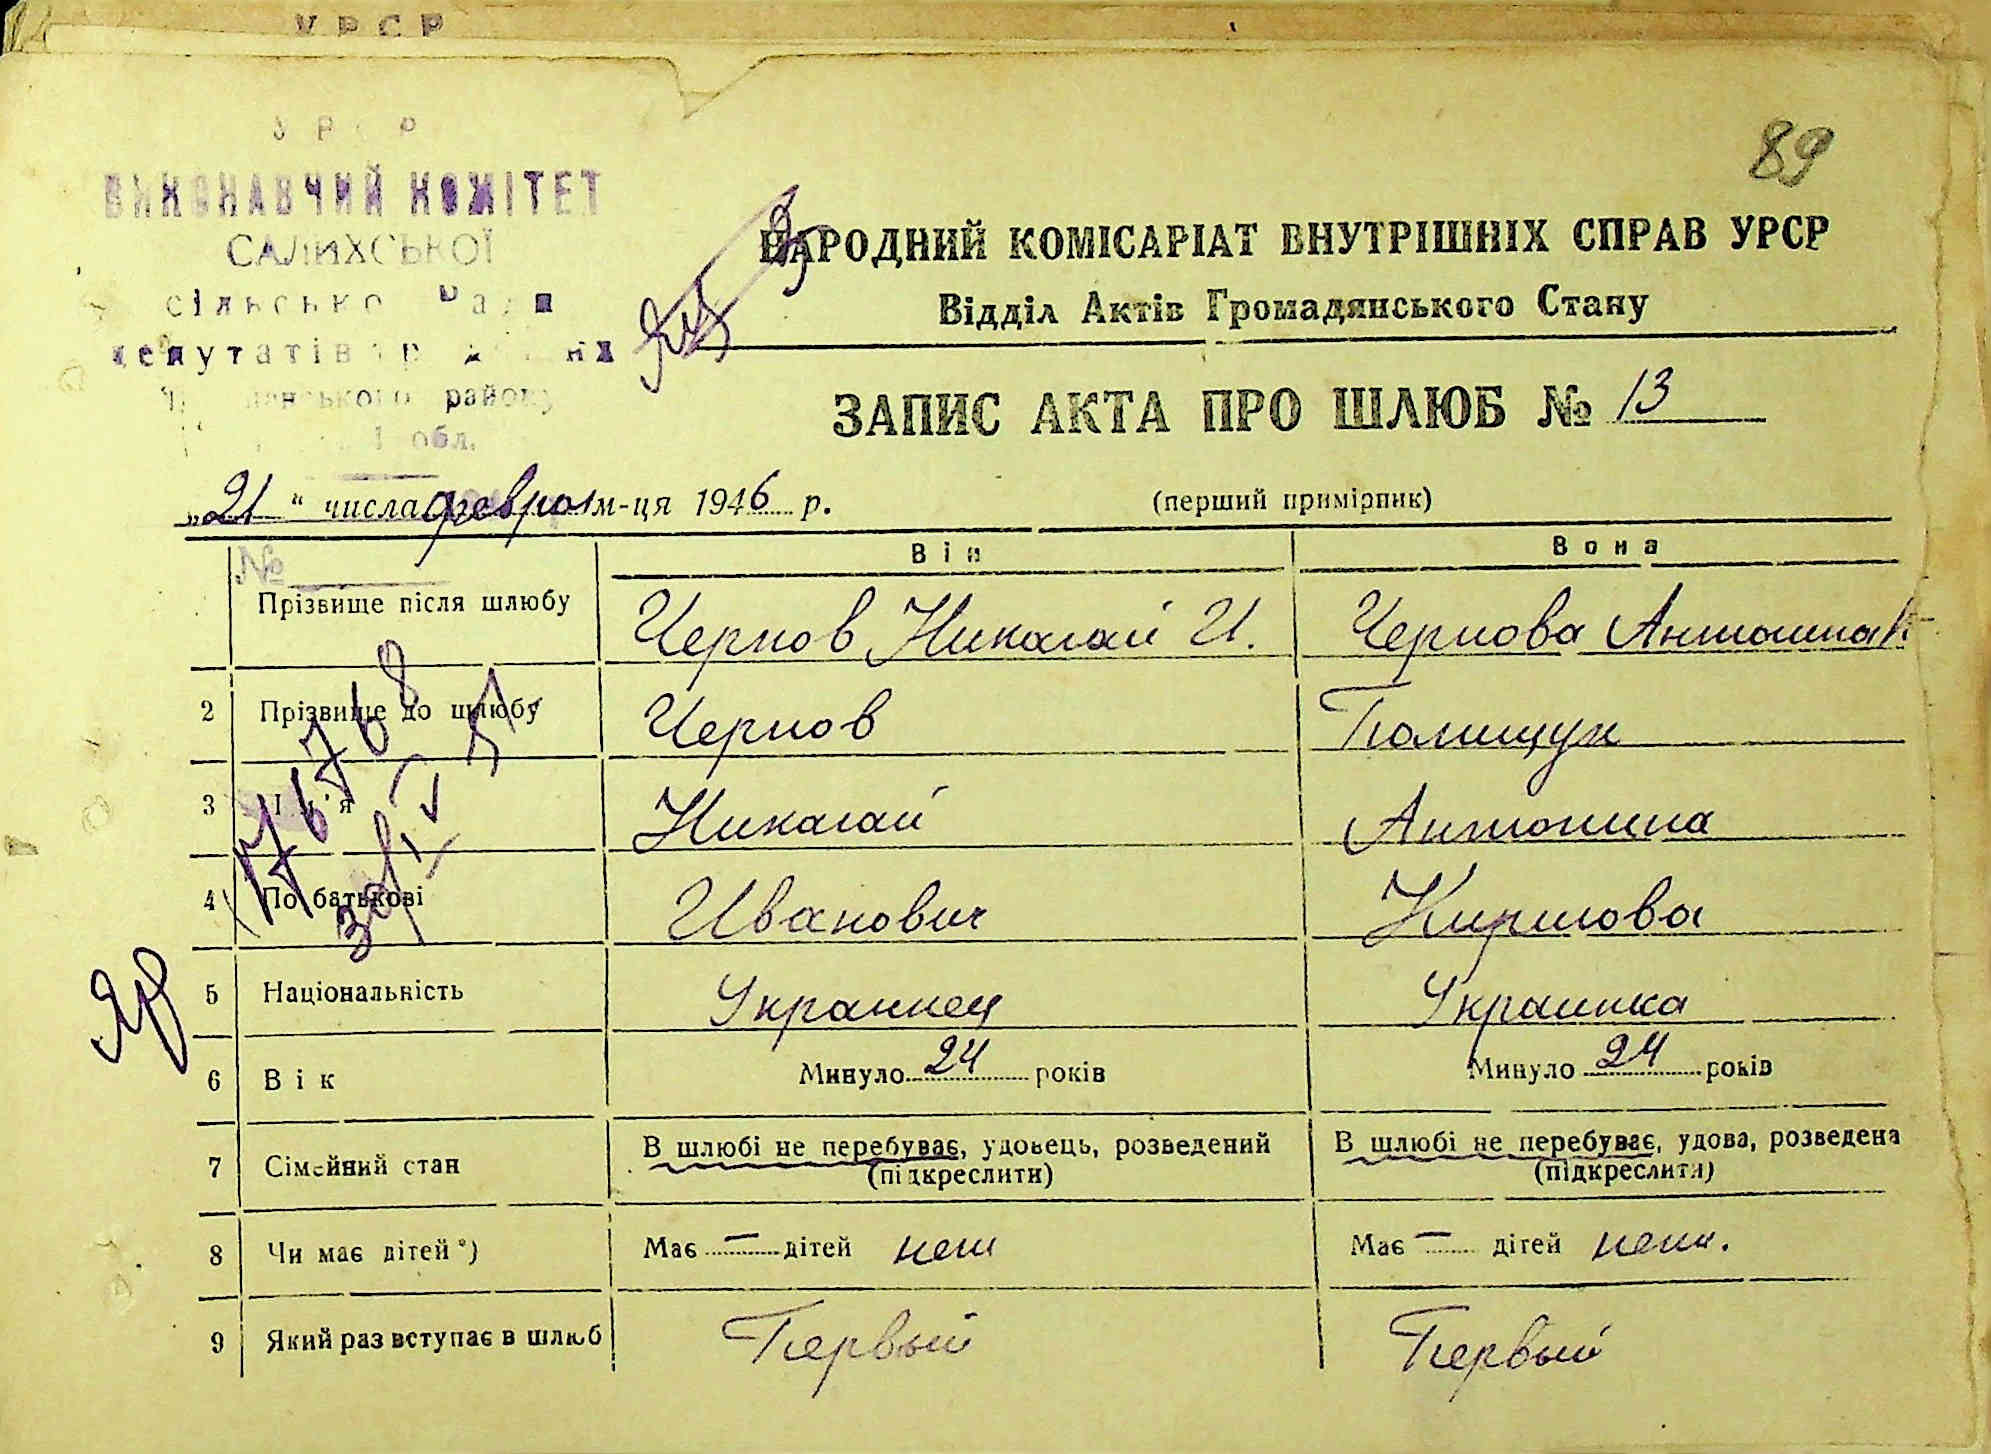 УРСР
89
УРСР
ВИКОНАВЧИЙ КОМІТЕТ
САЛИХСЬКОЇ
сільсько Ради
депутатів
району
обл.
НАРОДНИЙ КОМІСАРІАТ ВНУТРІШНІХ СПРАВ УРСР
Відділ Актів Громадянського Стану
ЗАПИС АКТА ПРО ШЛЮБ № 13
„21“ числа феврол м-ця 1946 р. (перший примірник)
№ Він Вона
Прізвище після шлюбу Чернов Николай И. Чернова Антонина К.
2 Прізвище до шлюбу Чернов Полищук
3 Ім'я Николай Антонина
4 По батькові Иванович Кирилова
5 Національність Украинец Украинка
6 Вік Минуло 24 років Минуло 24 років
7 Сімейний стан В шлюбі не перебуває, удовець, розведений В шлюбі не перебуває, удова, розведена
(підкреслити) (підкреслити)
8 Чи має дітей*) Має — дітей нет Має — дітей нет.
9 Який раз вступає в шлюб Первый Первый